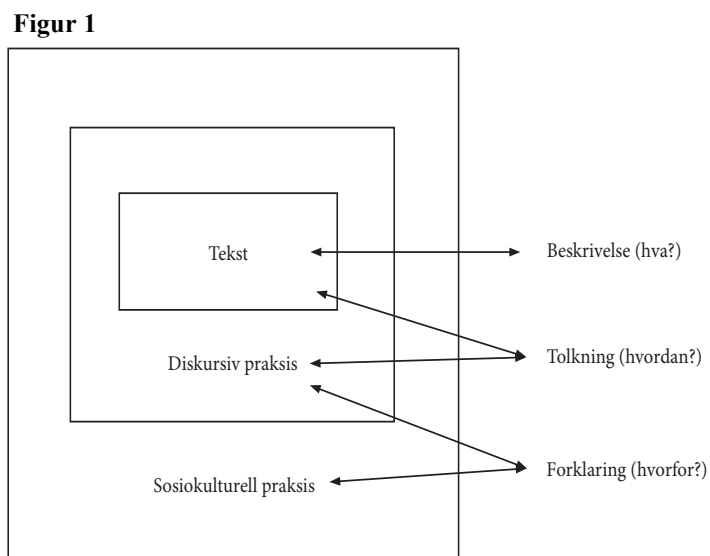 Figur 1
Tekst
Beskrivelse (hva?)
Diskursiv praksis
Tolkning (hvordan?)
Sosiokulturell praksis
Forklaring (hvorfor?)